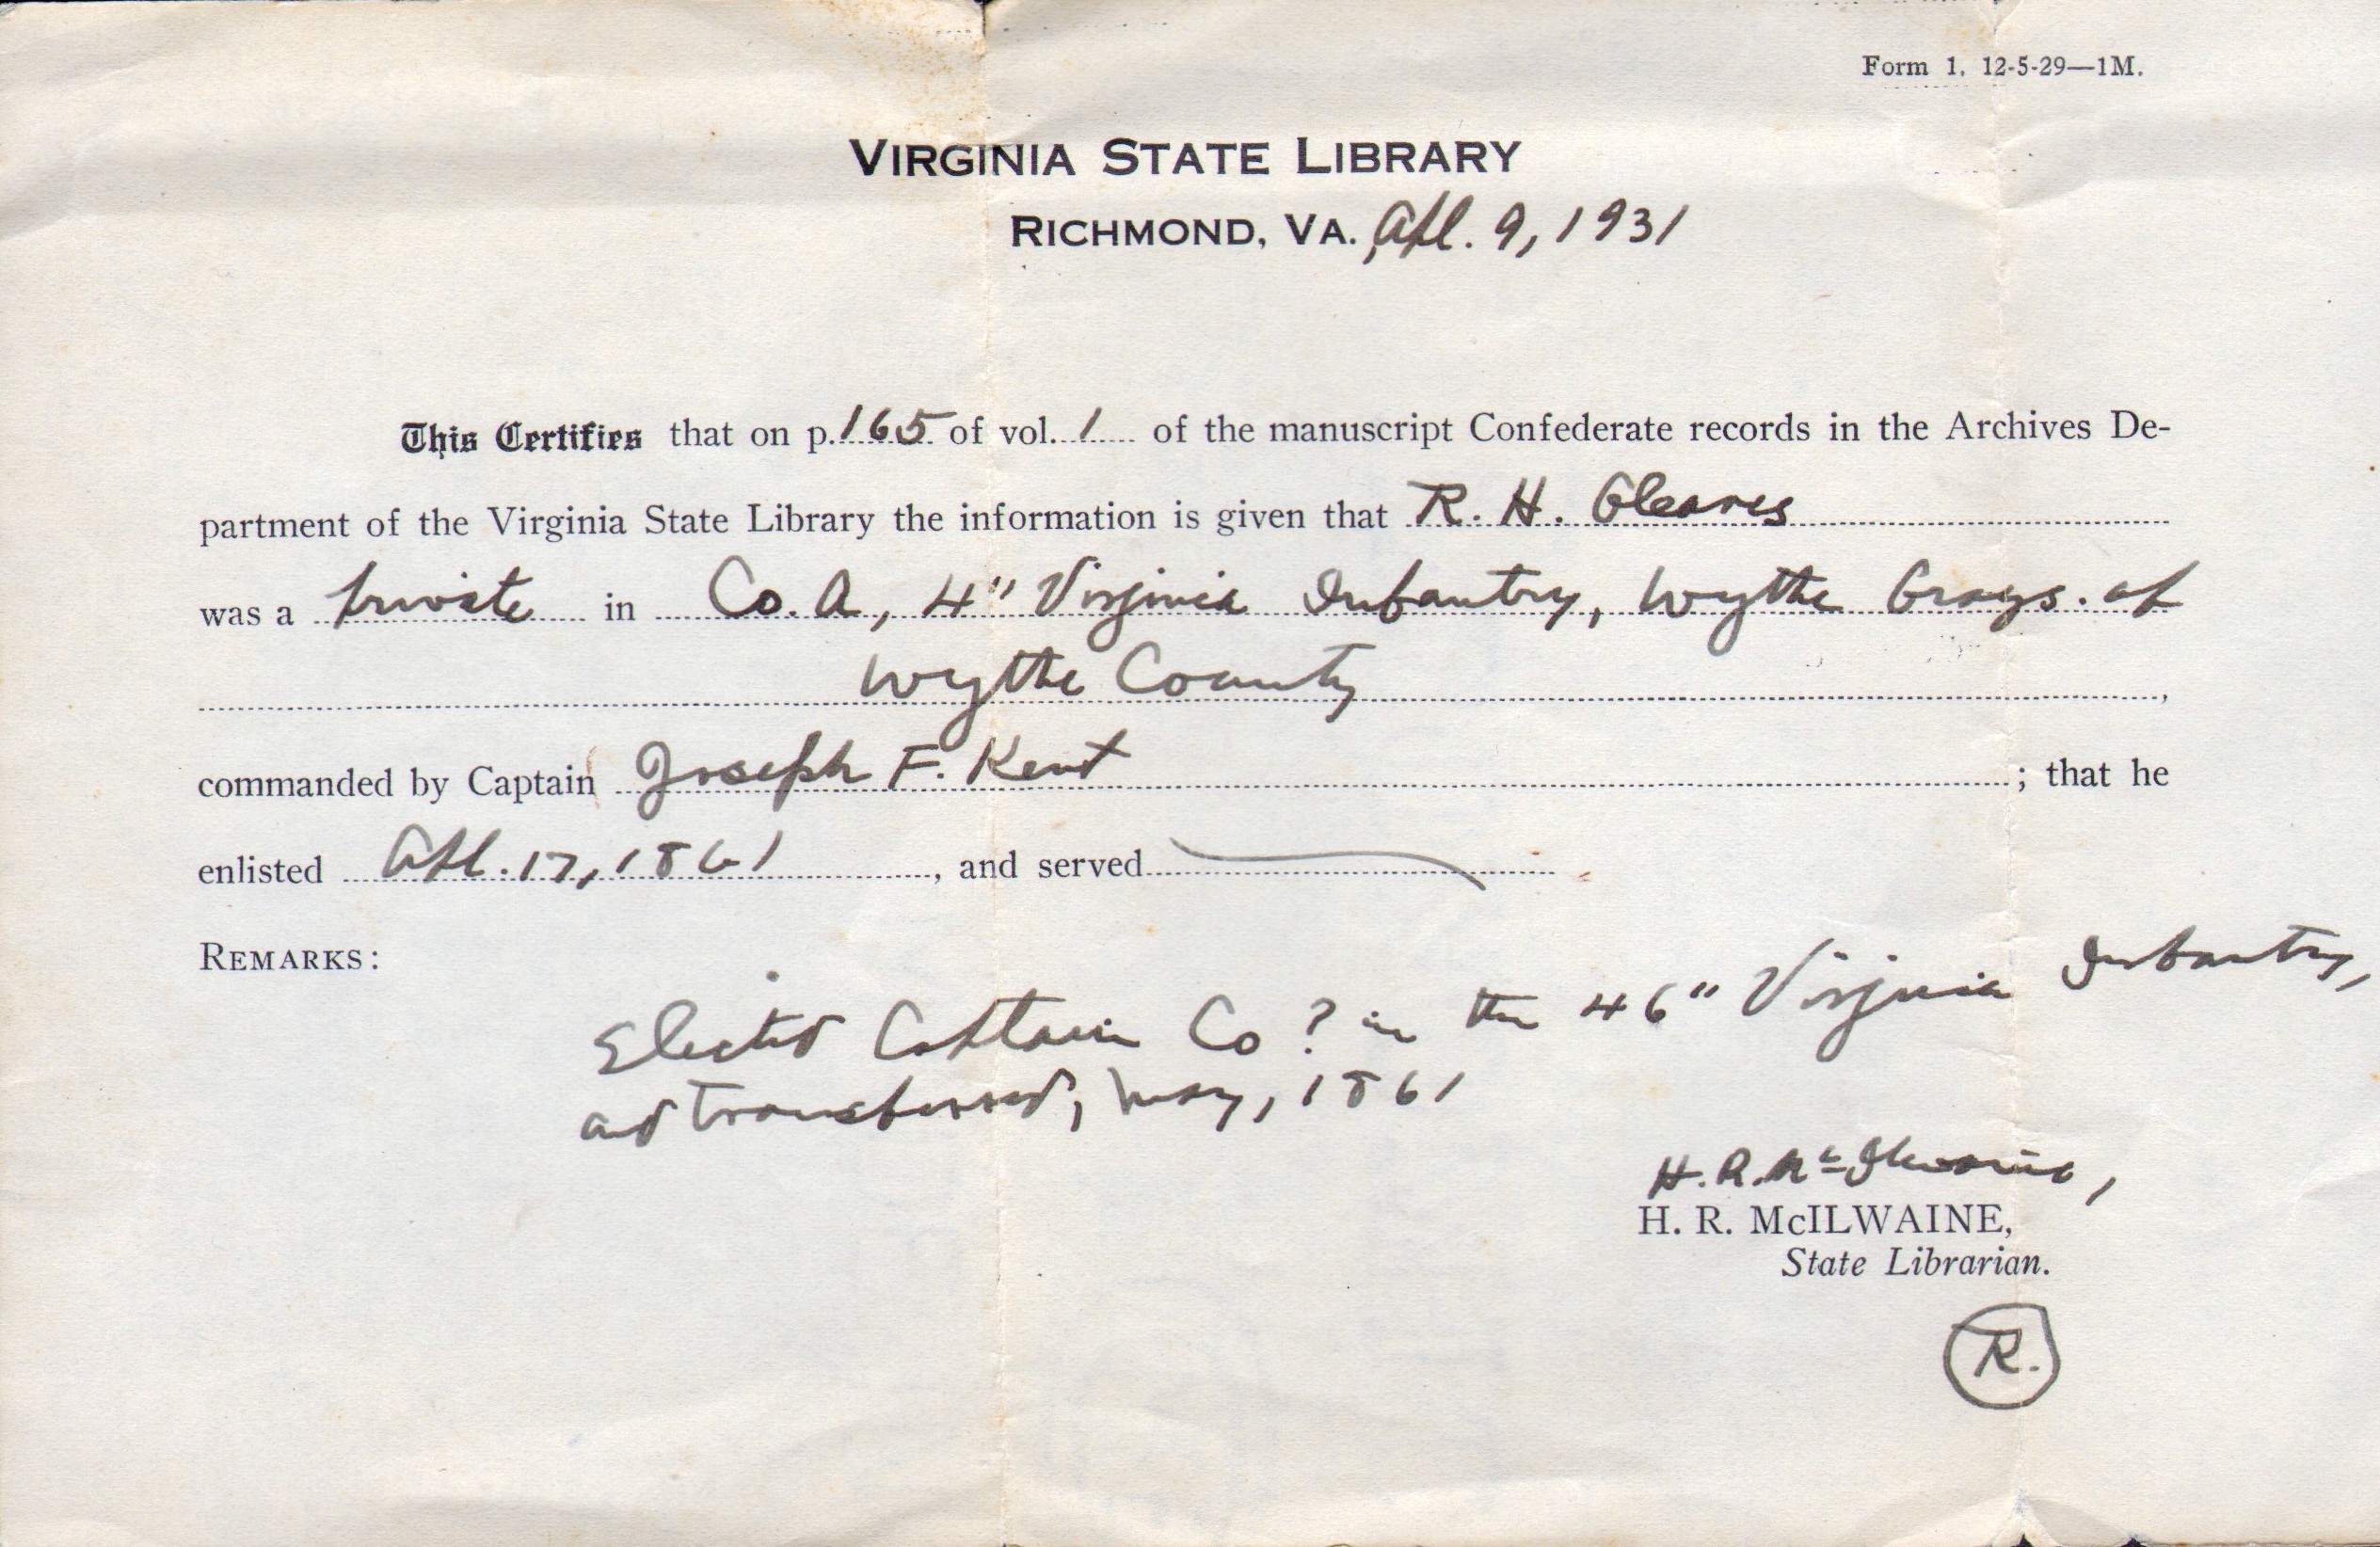 Form 1. 12-5-29—1M.
VIRGINIA STATE LIBRARY
RICHMOND, VA. Apl. 9, 1931
This Certifies that on p. 165 of vol. 1 of the manuscript Confederate records in the Archives De-
partment of the Virginia State Library the information is given that R. H. Gleaves
was a private in Co. A, 4" Virginia Infantry, Wythe Grays. of
Wythe County,
commanded by Captain Joseph F. Kent ; that he
enlisted Apl. 17, 1861, and served
REMARKS:
Elected Captain Co ? in the 46" Virginia Infantry,
and transferred, May, 1861
H. R. McIlwaine,
H. R. McILWAINE,
State Librarian.
R.